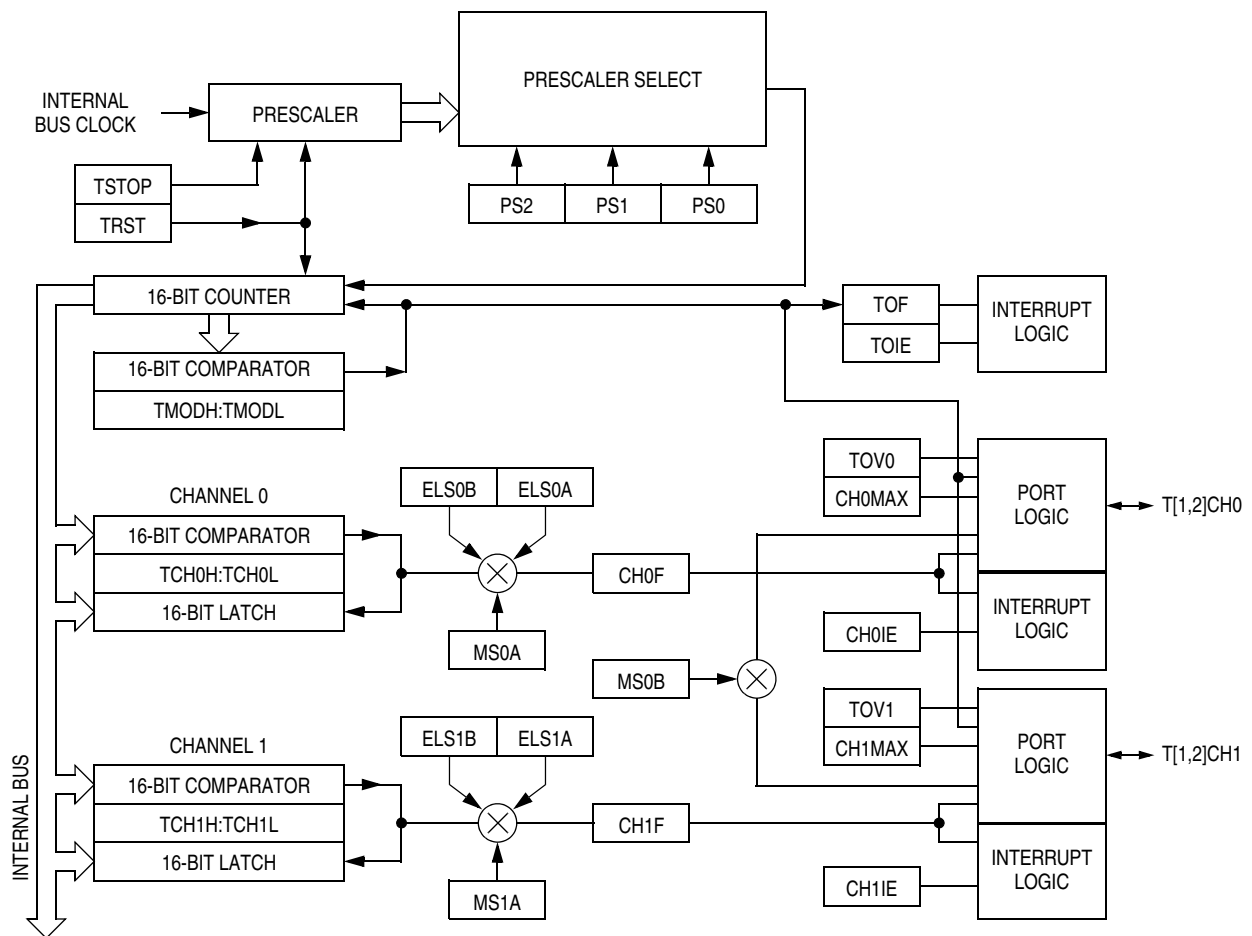 PRESCALER SELECT
INTERNAL
BUS CLOCK
PRESCALER
TSTOP
TRST
PS2
PS1
PS0
16-BIT COUNTER
TOF
TOIE
INTERRUPT
LOGIC
16-BIT COMPARATOR
TMODH:TMODL
TOV0
CH0MAX
PORT
LOGIC
T[1,2]CH0
ELS0B
ELS0A
CHANNEL 0
16-BIT COMPARATOR
TCH0H:TCH0L
16-BIT LATCH
CH0F
MS0A
INTERRUPT
LOGIC
CH0IE
MS0B
TOV1
CH1MAX
PORT
LOGIC
T[1,2]CH1
ELS1B
ELS1A
CHANNEL 1
16-BIT COMPARATOR
TCH1H:TCH1L
16-BIT LATCH
CH1F
MS1A
INTERRUPT
LOGIC
CH1IE
INTERNAL BUS